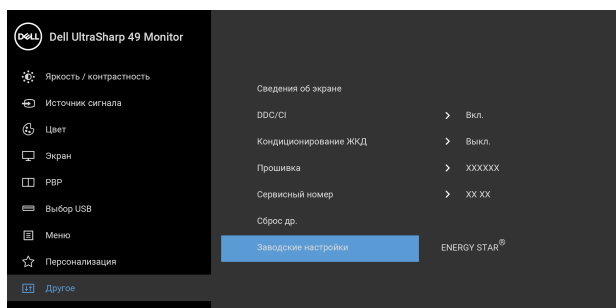 DELL Dell UltraSharp 49 Monitor
Яркость / контрастность
Источник сигнала
Цвет
Экран
PBP
Выбор USB
Меню
Персонализация
Другое
Сведения об экране
DDC/CI > Вкл.
Кондиционирование ЖКД > Выкл.
Прошивка > XXXXXX
Сервисный номер > XX XX
Сброс др.
Заводские настройки ENERGY STAR®